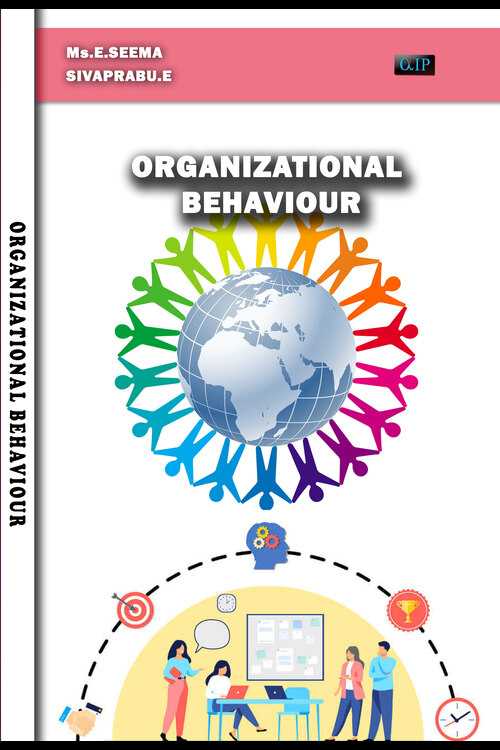 Ms.E.SEEMA
SIVAPRABU.E
IP
ORGANIZATIONAL
BEHAVIOUR
ORGANIZATIONAL BEHAVIOUR